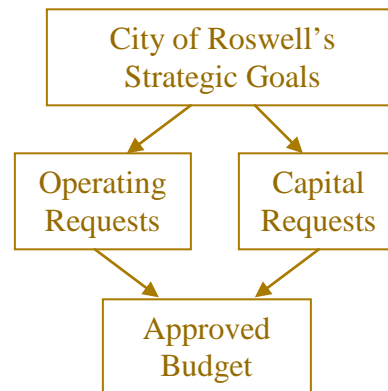 City of Roswell’s
Strategic Goals
Operating
Requests
Capital
Requests
Approved
Budget